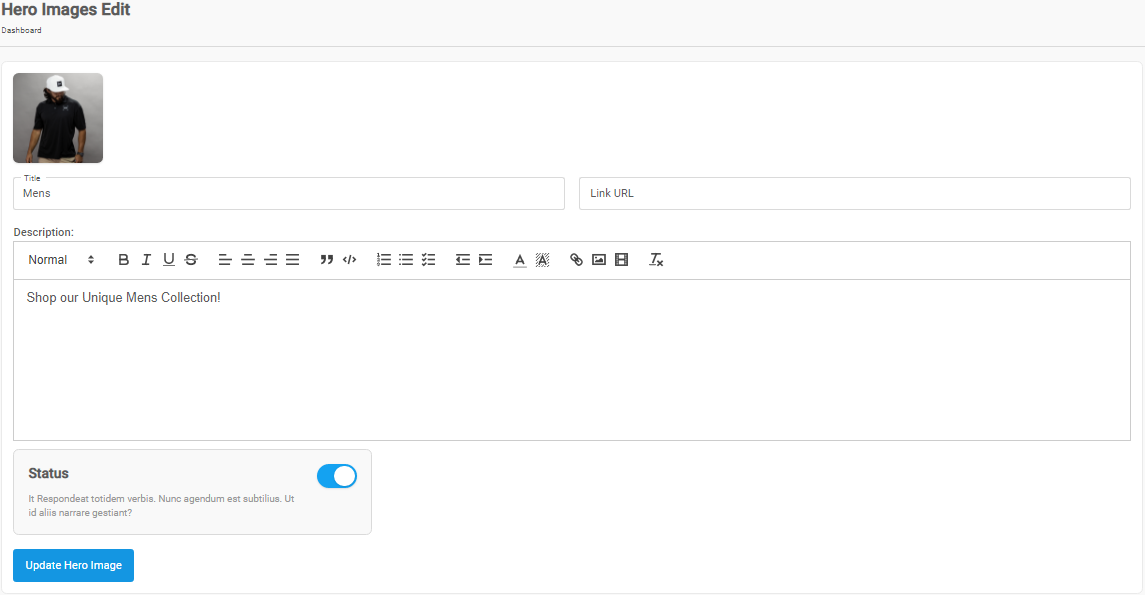 Hero Images Edit
Dashboard
Title
Mens
Link URL
Description:
Normal
Shop our Unique Mens Collection!
Status
It Respondeat totidem verbis. Nunc agendum est subtilius. Ut
id aliis narrare gestiant?
Update Hero Image